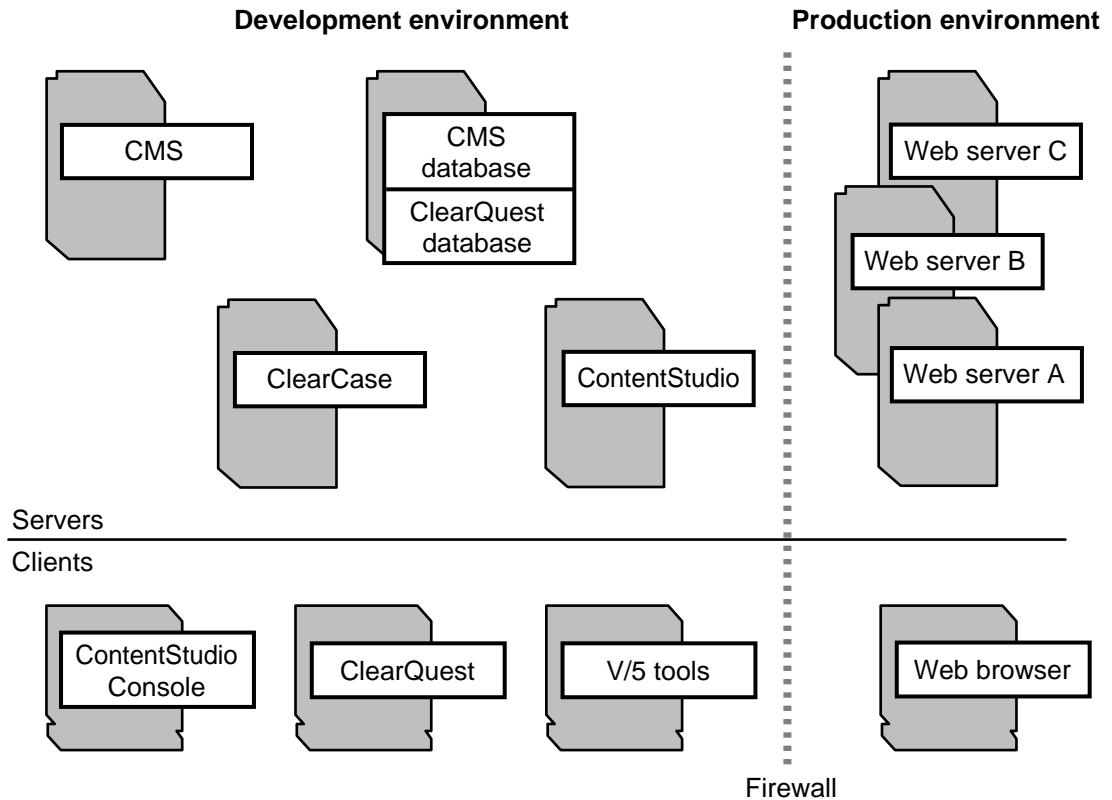 Development environment
Production environment
CMS
CMS
database
ClearQuest
database
Web server C
Web server B
Web server A
ClearCase
ContentStudio
Servers
Clients
ContentStudio
Console
ClearQuest
V/5 tools
Web browser
Firewall